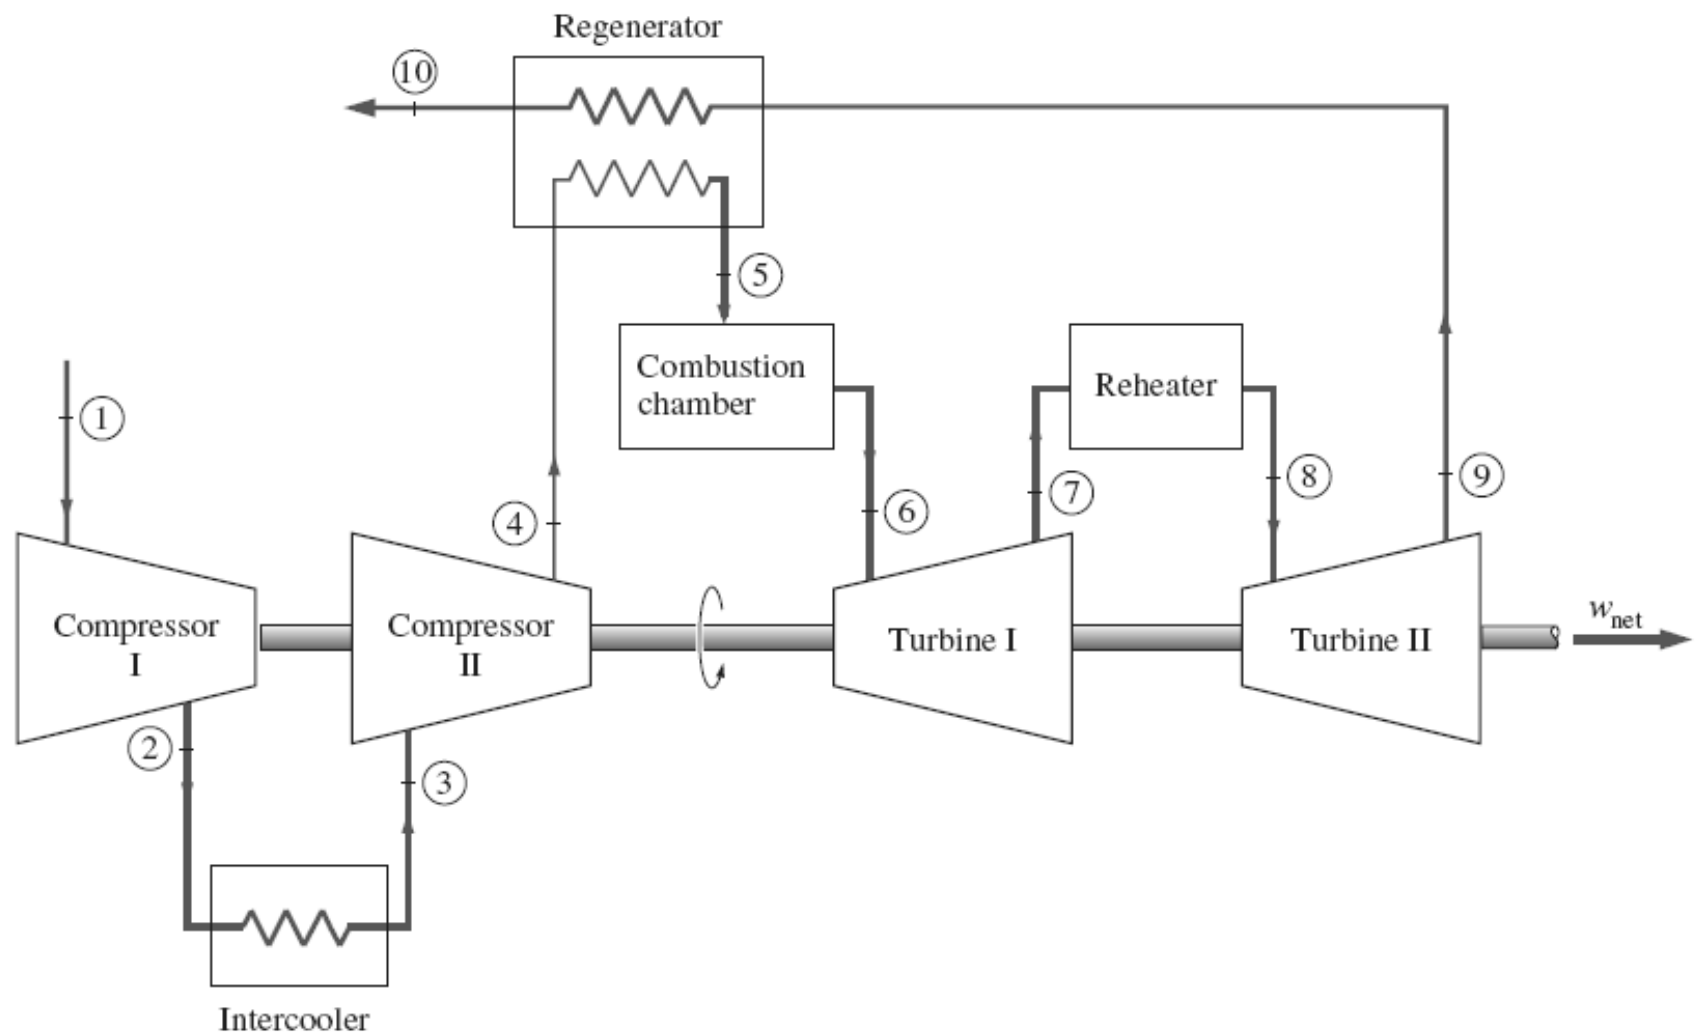 Regenerator
10
5
Combustion
chamber
Reheater
1
4
6
7
8
9
Compressor
I
Compressor
II
Turbine I
Turbine II
wnet
2
3
Intercooler